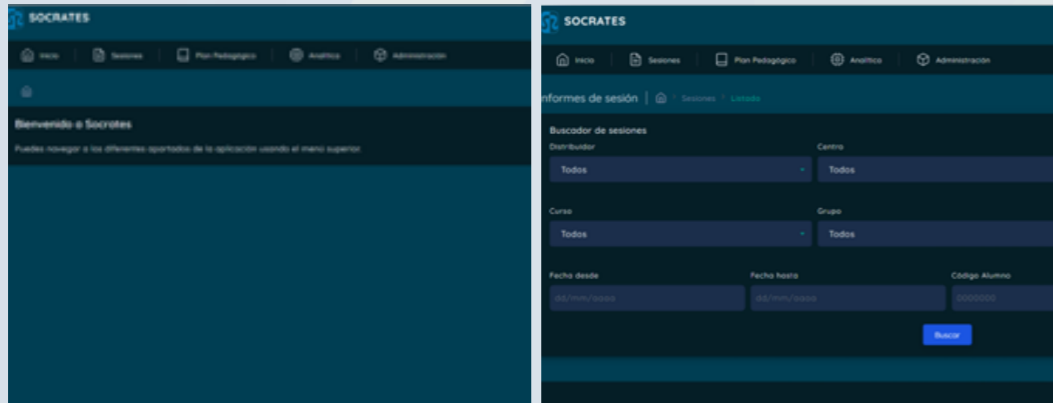 SOCRATES
Inicio Sesiones Plan Pedagógico Analítica Administración
Bienvenido a Socrates
Puedes navegar a los diferentes apartados de la aplicación usando el menú superior.
SOCRATES
Inicio Sesiones Plan Pedagógico Analítica Administración
nformes de sesión | Sesiones > Listado
Buscador de sesiones
Distribuidor Centro
Todos Todos
Curso Grupo
Todos Todos
Fecha desde Fecha hasta Código Alumno
dd/mm/aaaa dd/mm/aaaa 0000000
Buscar